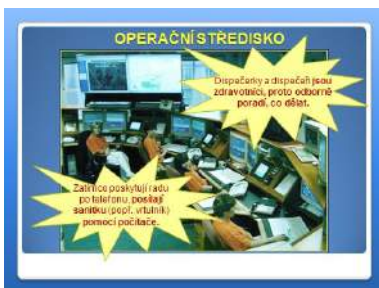 OPERAČNÍ STŘEDISKO
Dispečerky a dispečeři jsou
zdravotníci, proto odborně
poradí, co dělat.
Zatímco poskytují radu
po telefonu, posílají
sanitku (popř. vrtulník)
pomocí počítače.